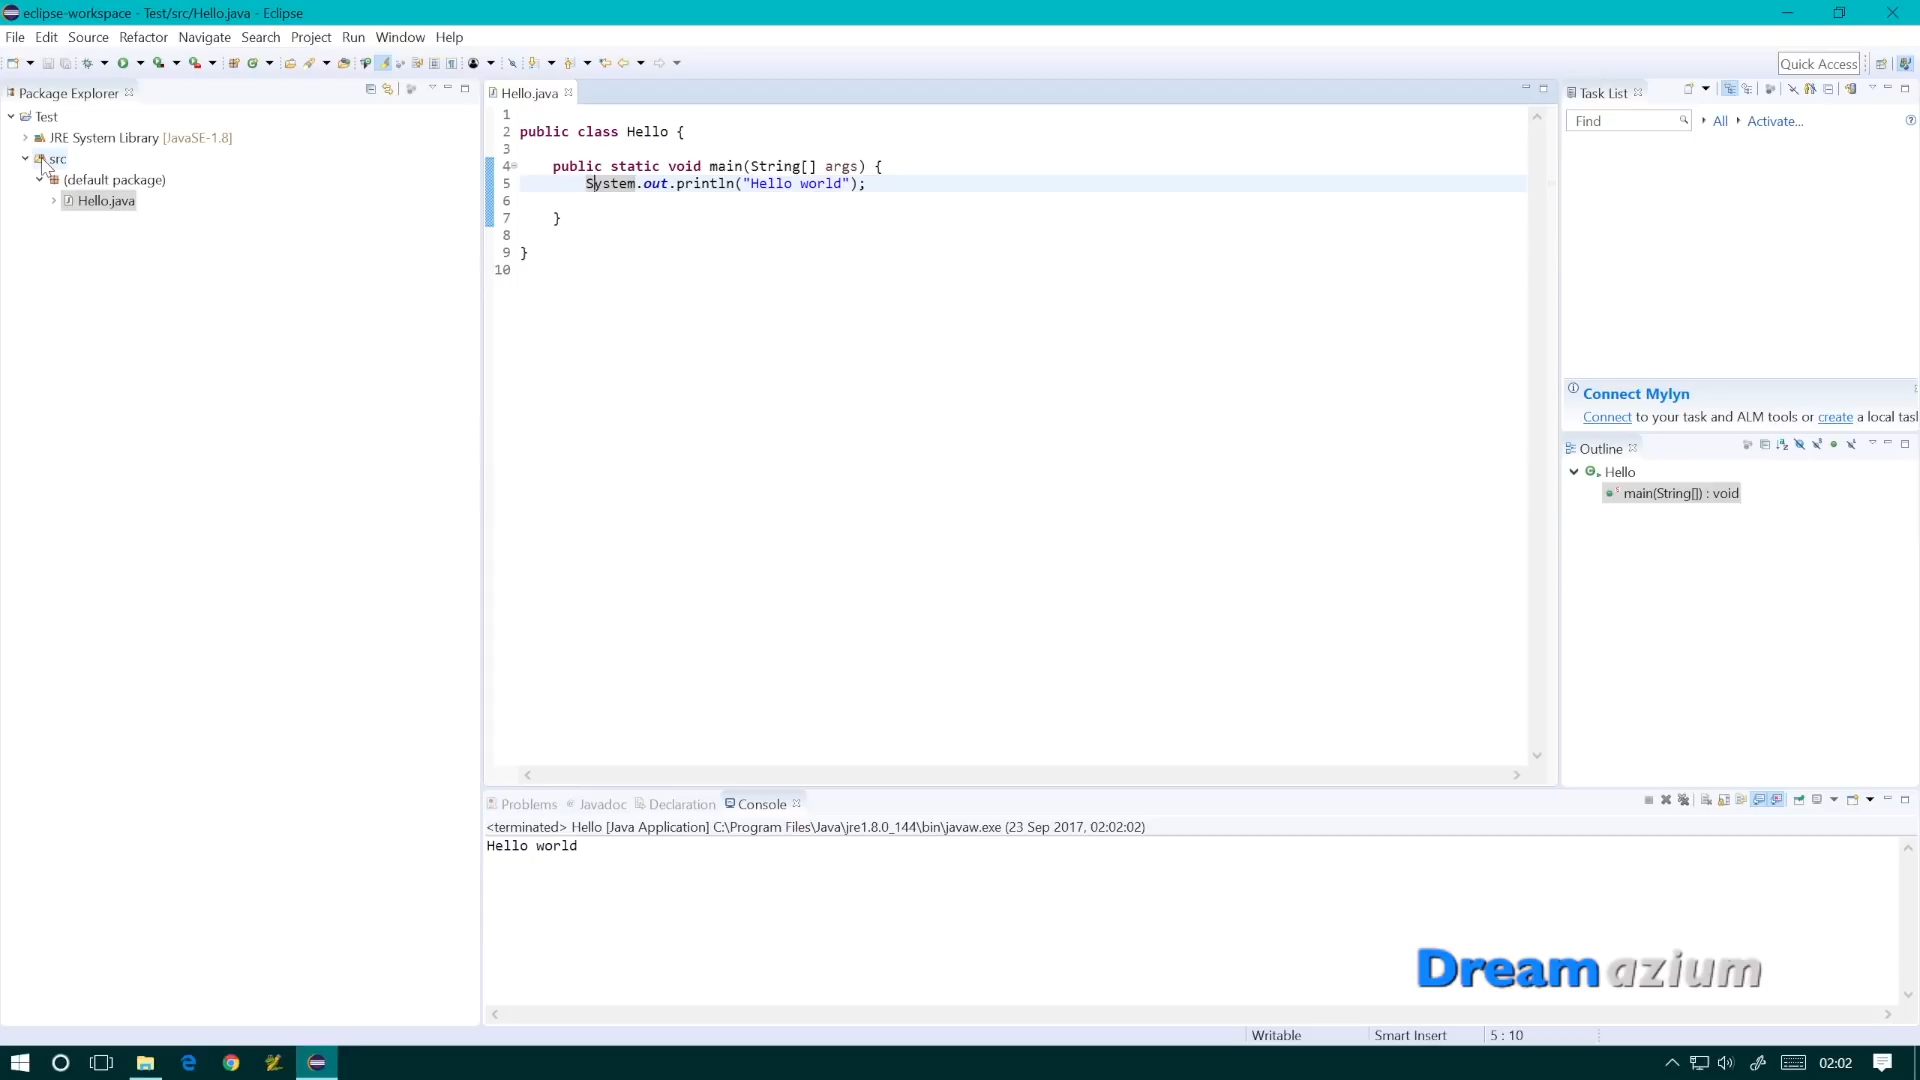 eclipse-workspace - Test/src/Hello.java - Eclipse
File Edit Source Refactor Navigate Search Project Run Window Help
Quick Access
Package Explorer
Test
JRE System Library [JavaSE-1.8]
src
(default package)
Hello.java
Hello.java
1
2 public class Hello {
3
4 public static void main(String[] args) {
5 System.out.println("Hello world");
6
7 }
8
9 }
10
Task List
Find All Activate...
Connect Mylyn
Connect to your task and ALM tools or create a local tasl
Outline
Hello
main(String[]) : void
Problems Javadoc Declaration Console
<terminated> Hello [Java Application] C:\Program Files\Java\jre1.8.0_144\bin\javaw.exe (23 Sep 2017, 02:02:02)
Hello world
Dreamazium
Writable Smart Insert 5 : 10
02:02